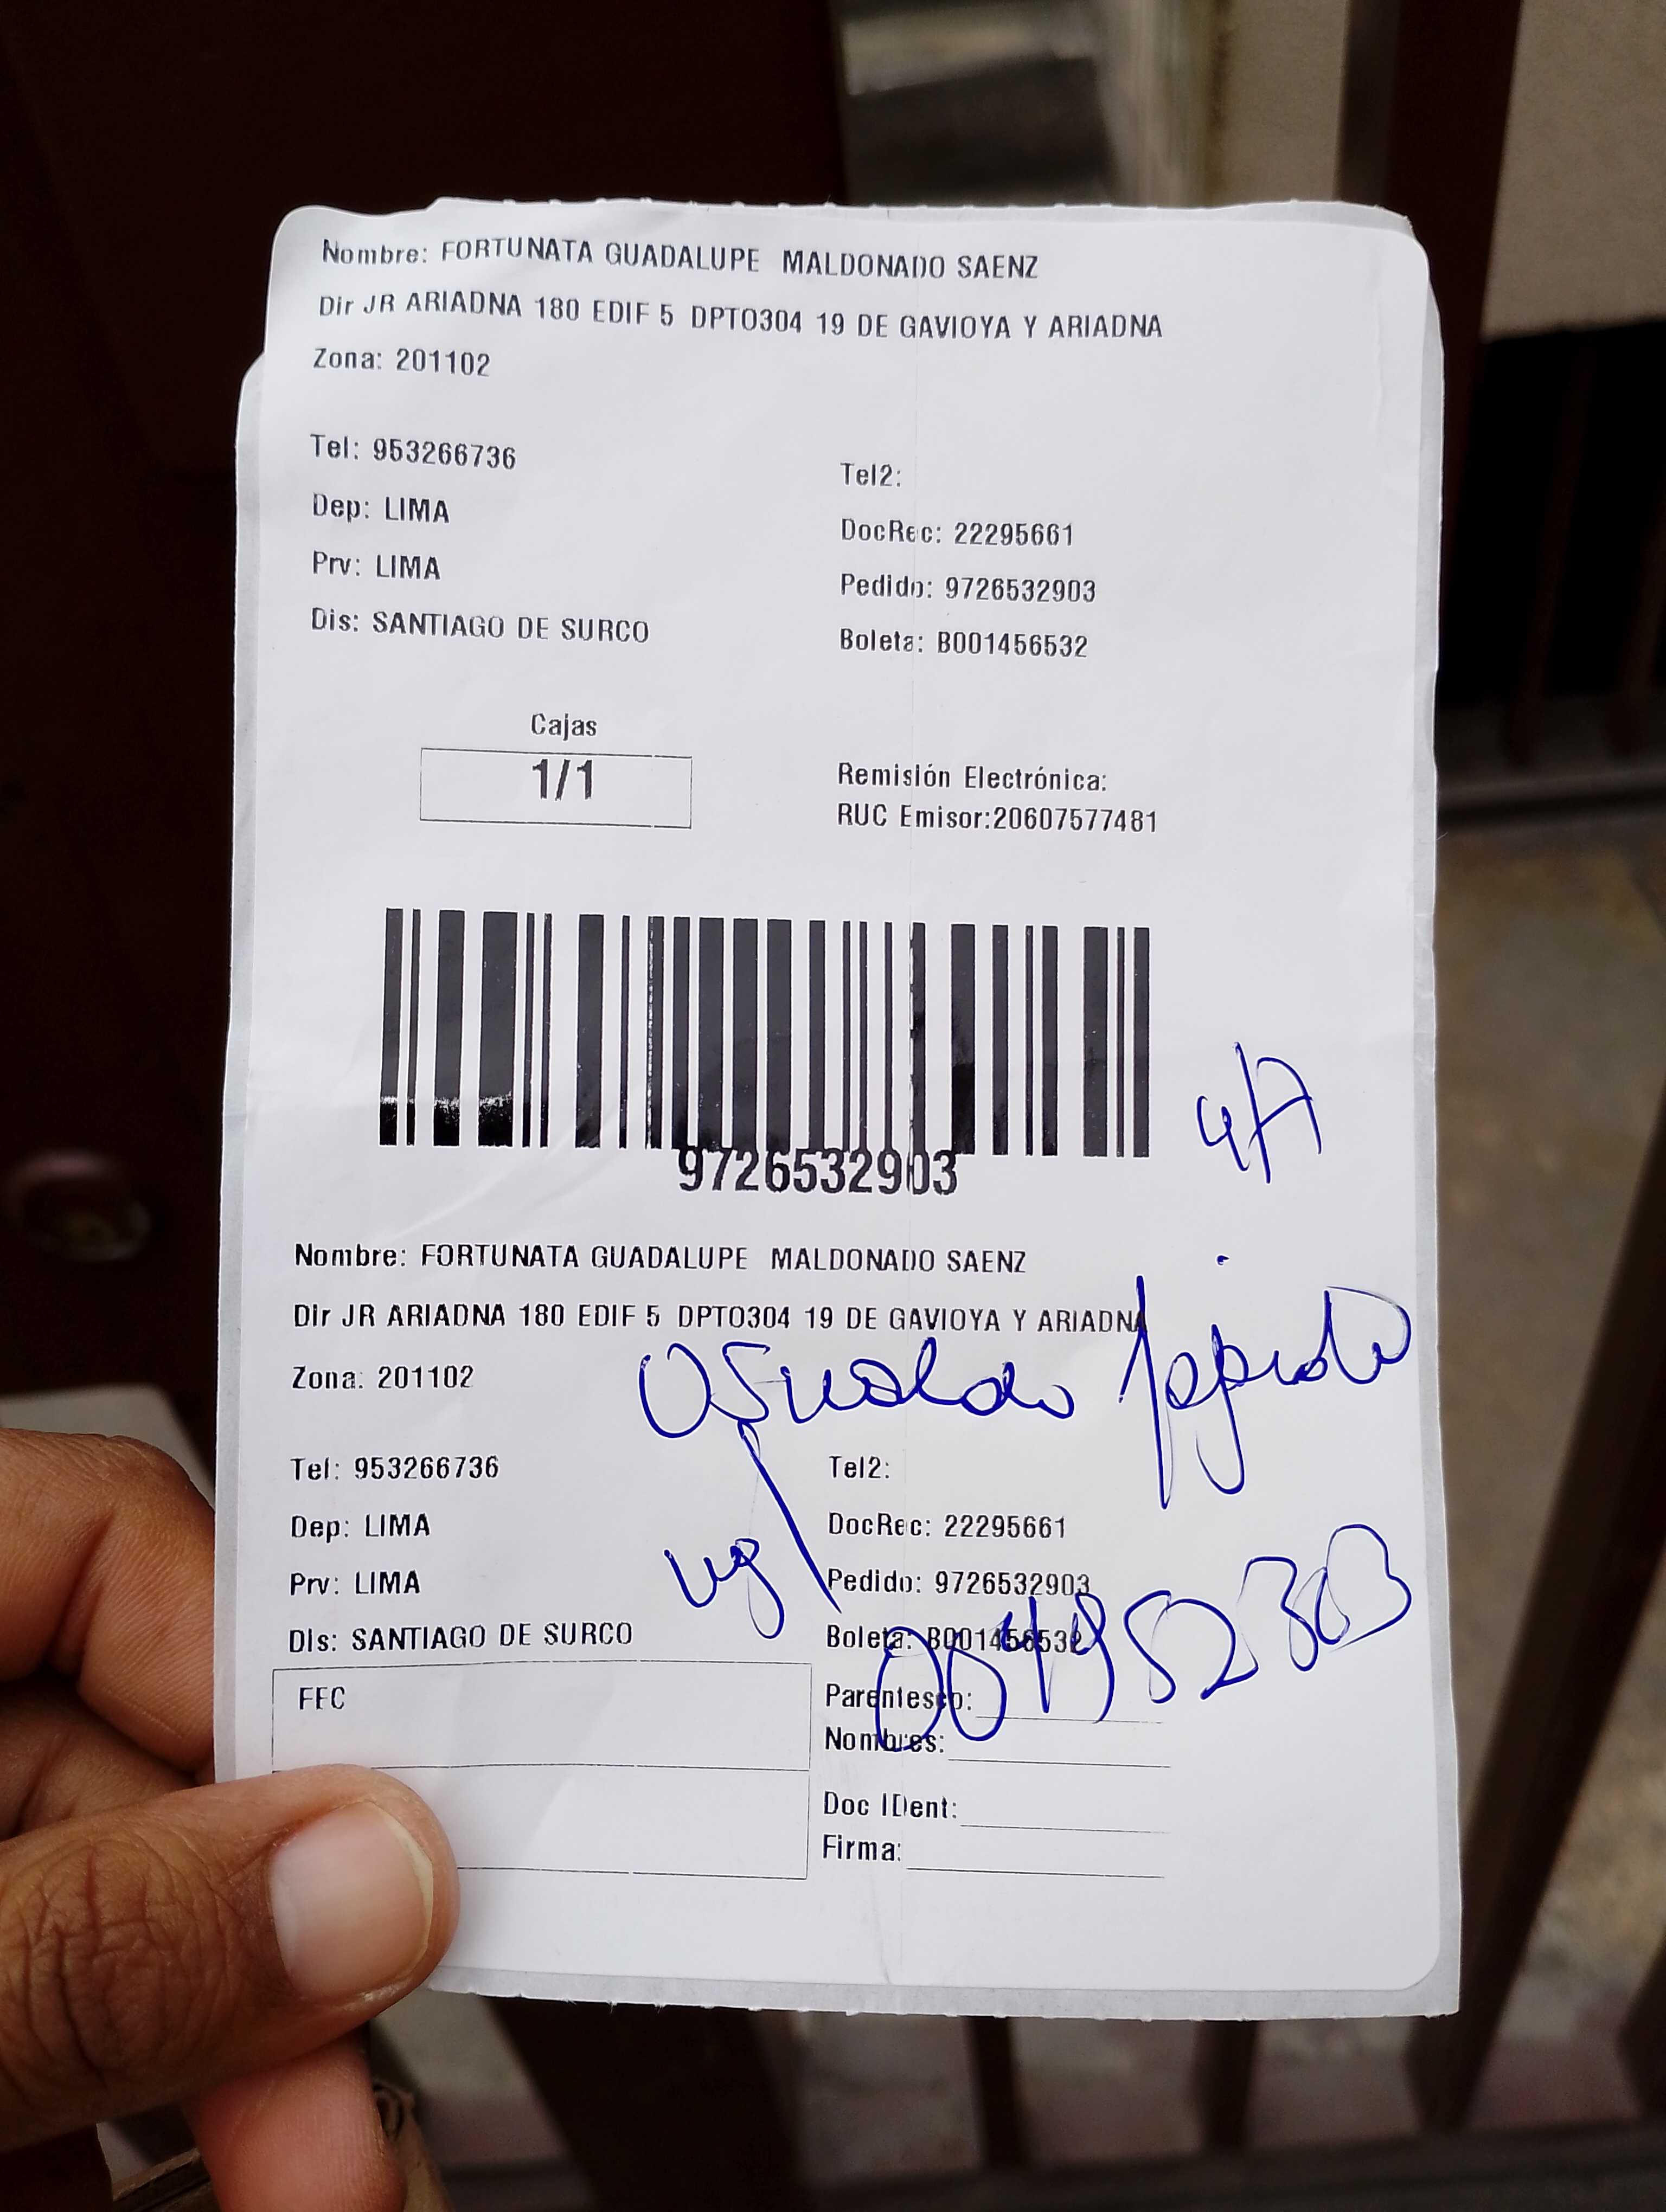 Nombre: FORTUNATA GUADALUPE MALDONADO SAENZ
Dir JR ARIADNA 180 EDIF 5 DPTO304 19 DE GAVIOYA Y ARIADNA
Zona: 201102
Tel: 953266736
Tel2:
Dep: LIMA
DocRec: 22295661
Prv: LIMA
Pedido: 9726532903
Dis: SANTIAGO DE SURCO
Boleta: B001456532
Cajas
1/1
Remisión Electrónica:
RUC Emisor:20607577481
9726532903
Nombre: FORTUNATA GUADALUPE MALDONADO SAENZ
Dir JR ARIADNA 180 EDIF 5 DPTO304 19 DE GAVIOYA Y ARIADNA
Osvaldo
Zona: 201102
Tel: 953266736
Tel2:
Dep: LIMA
DocRec: 22295661
Prv: LIMA
Pedido: 9726532903
Dis: SANTIAGO DE SURCO
Boleta: B001456532
FEC
Parentesco:
Nombres:
Doc IDent:
Firma: